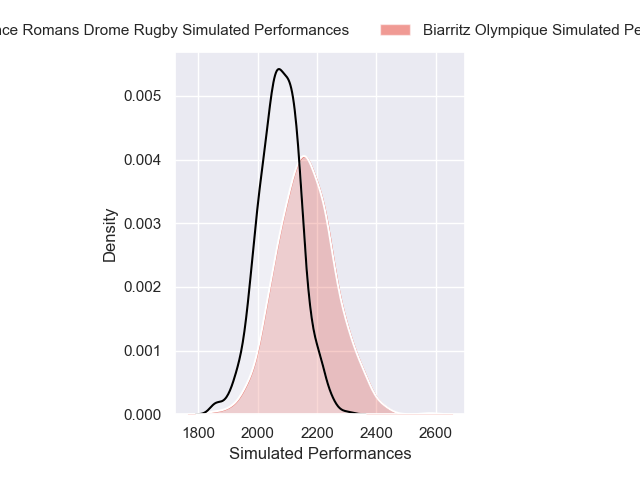 nce Romans Drome Rugby Simulated Performances
Biarritz Olympique Simulated Pe
0.005
0.004
0.003
0.002
0.001
0.000
Density
1800 2000 2200 2400 2600
Simulated Performances